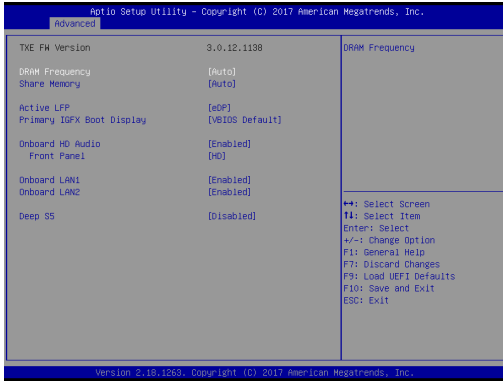 Aptio Setup Utility – Copyright (C) 2017 American Megatrends, Inc.
Advanced
TXE FW Version 3.0.12.1138
DRAM Frequency [Auto]
Share Memory [Auto]
Active LFP [eDP]
Primary IGFX Boot Display [VBIOS Default]
Onboard HD Audio [Enabled]
Front Panel [HD]
Onboard LAN1 [Enabled]
Onboard LAN2 [Enabled]
Deep S5 [Disabled]
DRAM Frequency
↔: Select Screen
↑↓: Select Item
Enter: Select
+/-: Change Option
F1: General Help
F7: Discard Changes
F9: Load UEFI Defaults
F10: Save and Exit
ESC: Exit
Version 2.18.1263. Copyright (C) 2017 American Megatrends, Inc.